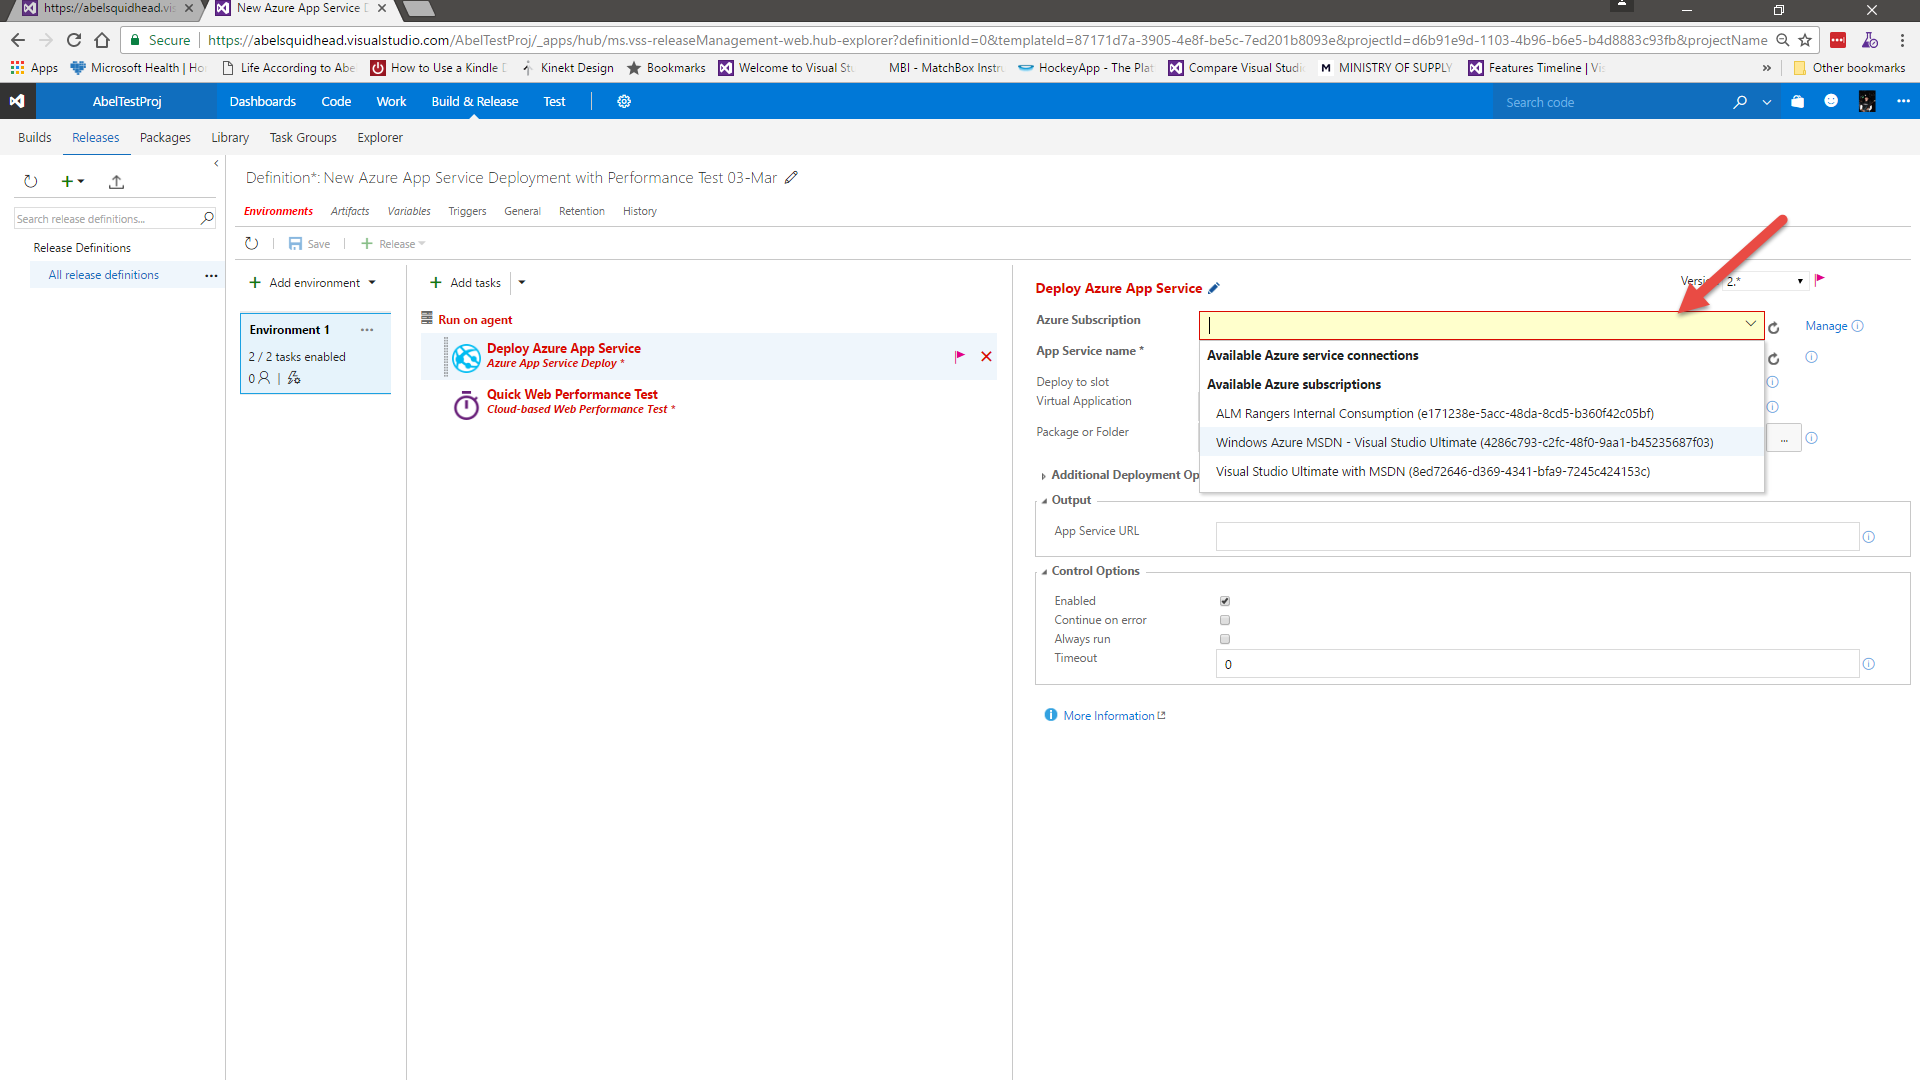 https://abelsquidhead.vis
New Azure App Service D
Secure
https://abelsquidhead.visualstudio.com/AbelTestProj/_apps/hub/ms.vss-releaseManagement-web.hub-explorer?definitionId=0&templateId=87171d7a-3905-4e8f-be5c-7ed201b8093e&projectId=d6b91e9d-1103-4b96-b6e5-b4d8883c93fb&projectName
Apps
Microsoft Health | Ho
Life According to Abe
How to Use a Kindle D
Kinekt Design
Bookmarks
Welcome to Visual Stu
MBI - MatchBox Instru
HockeyApp - The Plat
Compare Visual Studio
M MINISTRY OF SUPPLY
Features Timeline | Vis
»
Other bookmarks
AbelTestProj
Dashboards
Code
Work
Build & Release
Test
Search code
Builds
Releases
Packages
Library
Task Groups
Explorer
Definition*: New Azure App Service Deployment with Performance Test 03-Mar
Environments
Artifacts
Variables
Triggers
General
Retention
History
Search release definitions...
Save
Release
Release Definitions
All release definitions
Add environment
Environment 1
2 / 2 tasks enabled
0
Add tasks
Run on agent
Deploy Azure App Service
Azure App Service Deploy *
Quick Web Performance Test
Cloud-based Web Performance Test *
Deploy Azure App Service
2.*
Azure Subscription
Manage
App Service name *
Deploy to slot
Virtual Application
Package or Folder
...
Available Azure service connections
Available Azure subscriptions
ALM Rangers Internal Consumption (e171238e-5acc-48da-8cd5-b360f42c05bf)
Windows Azure MSDN - Visual Studio Ultimate (4286c793-c2fc-48f0-9aa1-b45235687f03)
Visual Studio Ultimate with MSDN (8ed72646-d369-4341-bfa9-7245c424153c)
Additional Deployment Op
Output
App Service URL
Control Options
Enabled
Continue on error
Always run
Timeout
0
More Information